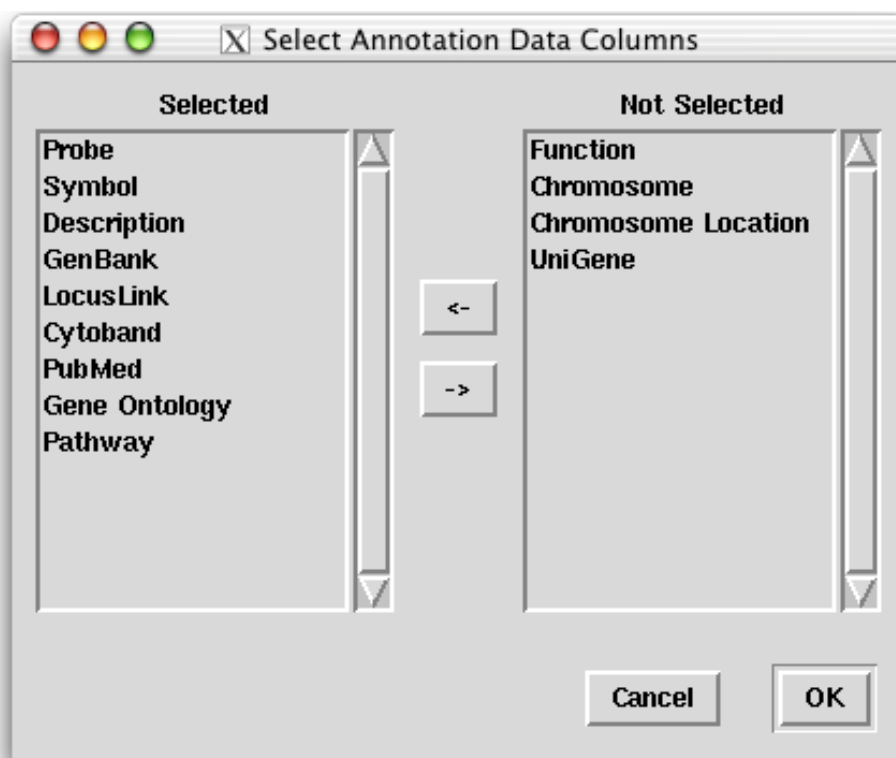 X Select Annotation Data Columns
Selected
Probe
Symbol
Description
GenBank
LocusLink
Cytoband
PubMed
Gene Ontology
Pathway
<-
->
Not Selected
Function
Chromosome
Chromosome Location
UniGene
Cancel
OK